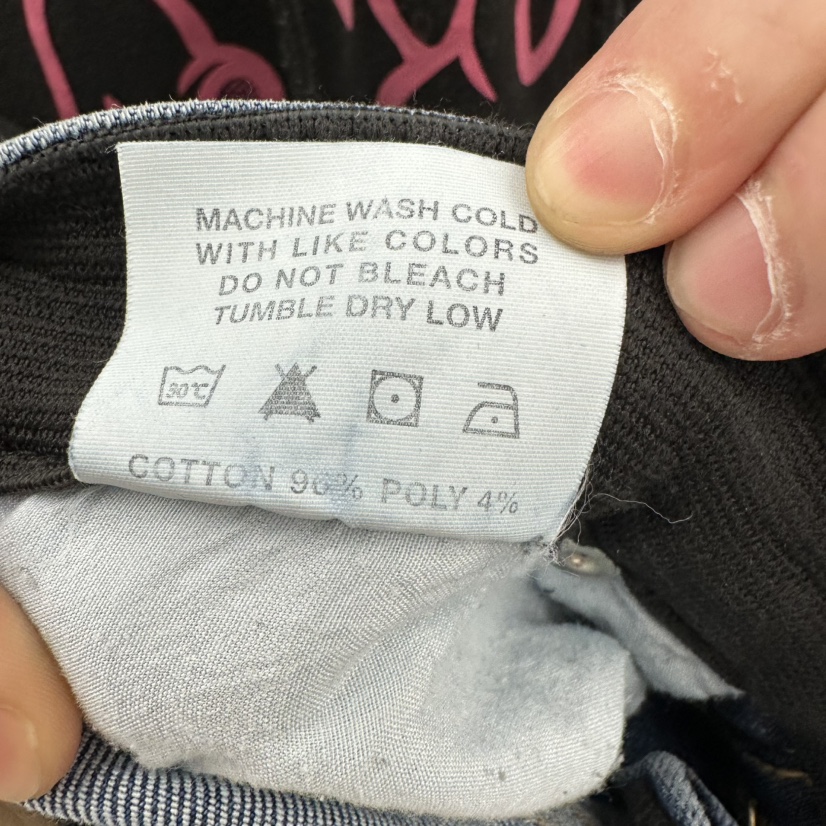 MACHINE WASH COLD
WITH LIKE COLORS
DO NOT BLEACH
TUMBLE DRY LOW
30°C
COTTON 96% POLY 4%